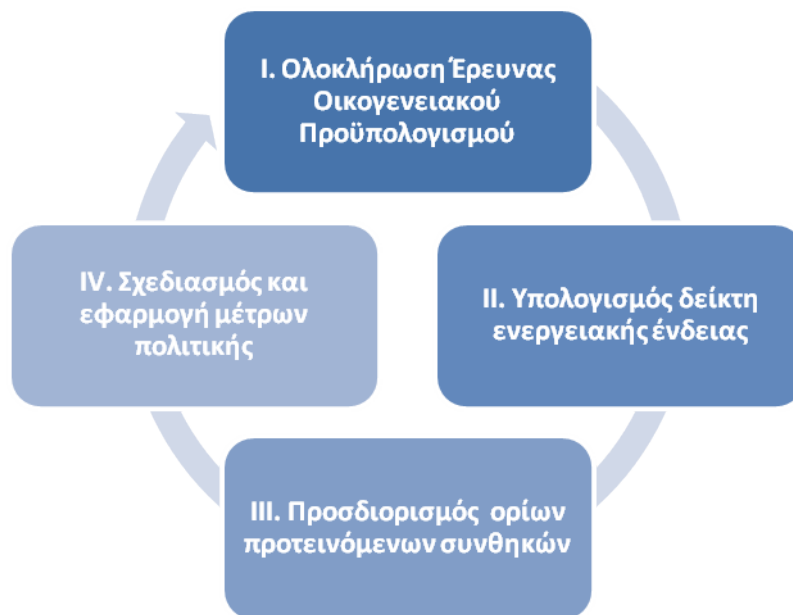 I. Ολοκλήρωση Έρευνας
Οικογενειακού
Προϋπολογισμού
II. Υπολογισμός δείκτη
ενεργειακής ένδειας
III. Προσδιορισμός ορίων
προτεινόμενων συνθηκών
IV. Σχεδιασμός και
εφαρμογή μέτρων
πολιτικής